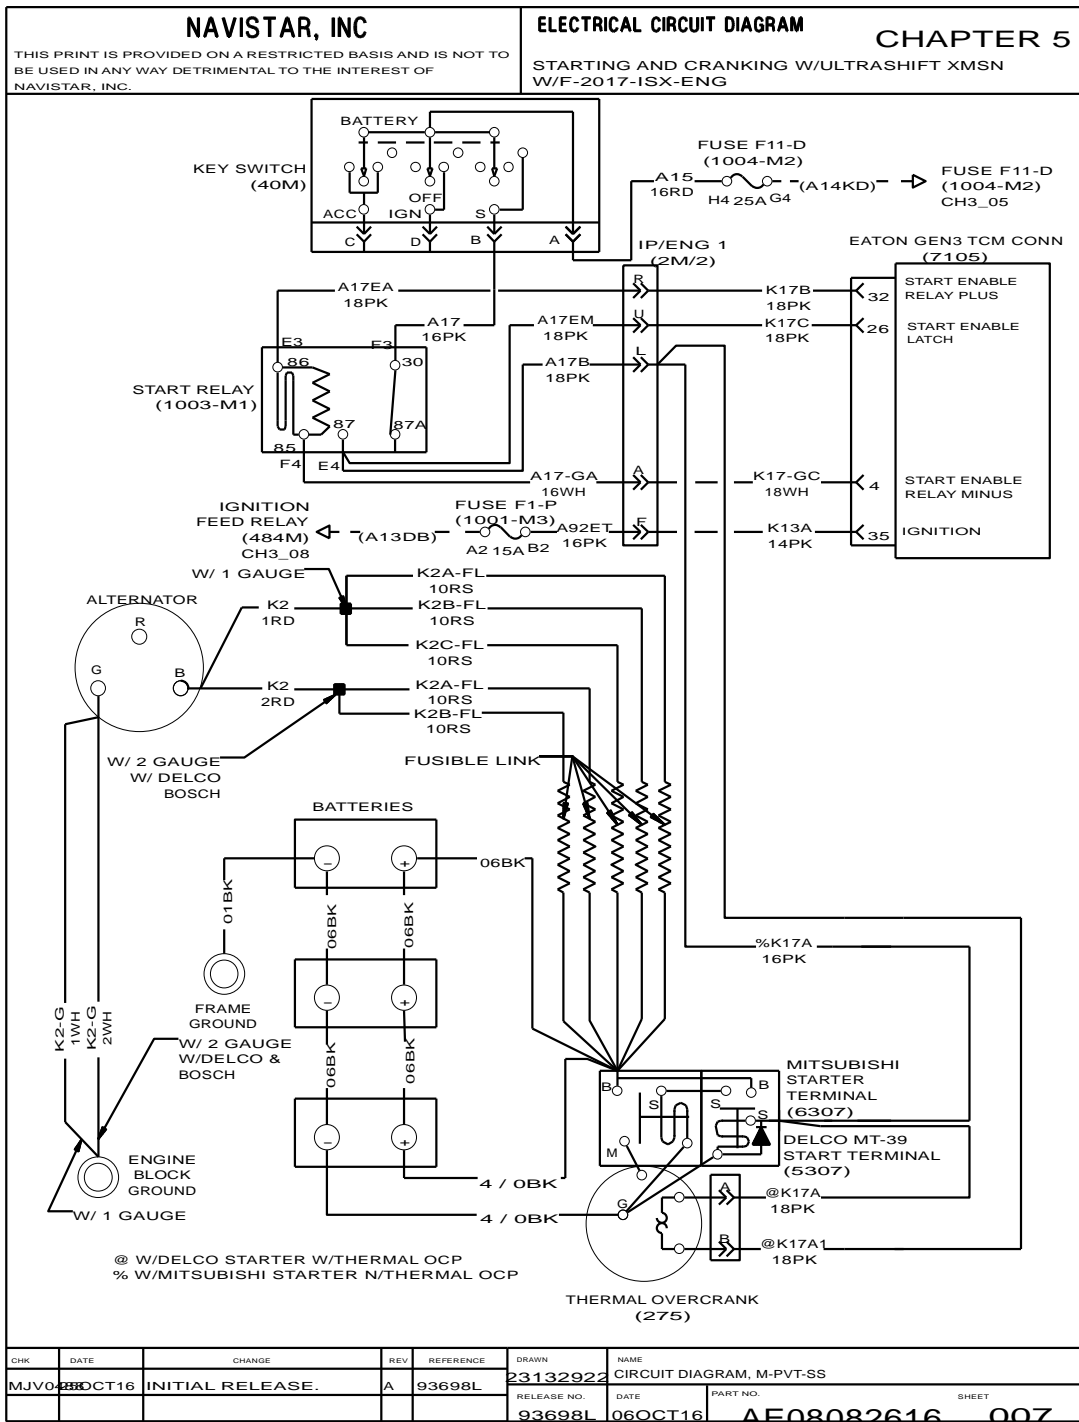 NAVISTAR, INC
THIS PRINT IS PROVIDED ON A RESTRICTED BASIS AND IS NOT TO
BE USED IN ANY WAY DETRIMENTAL TO THE INTEREST OF
NAVISTAR, INC.
ELECTRICAL CIRCUIT DIAGRAM
CHAPTER 5
STARTING AND CRANKING W/ULTRASHIFT XMSN
W/F-2017-ISX-ENG
BATTERY
KEY SWITCH
(40M)
OFF
ACC
IGN
S
C
D
B
A
FUSE F11-D
(1004-M2)
A15
16RD
H4 25A G4
(A14KD)
FUSE F11-D
(1004-M2)
CH3_05
IP/ENG 1
(2M/2)
EATON GEN3 TCM CONN
(7105)
A17EA
18PK
R
K17B
18PK
32
START ENABLE
RELAY PLUS
A17
16PK
A17EM
18PK
U
K17C
18PK
26
START ENABLE
LATCH
A17B
18PK
L
E3
F3
86
30
START RELAY
(1003-M1)
87
87A
85
F4
E4
A17-GA
16WH
A
K17-GC
18WH
4
START ENABLE
RELAY MINUS
IGNITION
FEED RELAY
(484M)
CH3_08
(A13DB)
FUSE F1-P
(1001-M3)
A2 15A B2
A92ET
16PK
F
K13A
14PK
35
IGNITION
W/ 1 GAUGE
ALTERNATOR
R
G
B
K2
1RD
K2A-FL
10RS
K2B-FL
10RS
K2C-FL
10RS
K2
2RD
K2A-FL
10RS
K2B-FL
10RS
W/ 2 GAUGE
W/ DELCO
BOSCH
FUSIBLE LINK
BATTERIES
-
+
06BK
01BK
06BK
06BK
-
+
FRAME
GROUND
%K17A
16PK
K2-G
1WH
K2-G
2WH
W/ 2 GAUGE
W/DELCO &
BOSCH
06BK
06BK
-
+
B
S
S
B
S
M
MITSUBISHI
STARTER
TERMINAL
(6307)
DELCO MT-39
START TERMINAL
(5307)
ENGINE
BLOCK
GROUND
W/ 1 GAUGE
4 / 0BK
4 / 0BK
G
A
@K17A
18PK
B
@K17A1
18PK
@ W/DELCO STARTER W/THERMAL OCP
% W/MITSUBISHI STARTER N/THERMAL OCP
THERMAL OVERCRANK
(275)
CHK
DATE
CHANGE
REV
REFERENCE
DRAWN
NAME
INITIAL RELEASE.
A
93698L
23132922
CIRCUIT DIAGRAM, M-PVT-SS
RELEASE NO.
DATE
PART NO.
SHEET
93698L
06OCT16
AE08082616
007